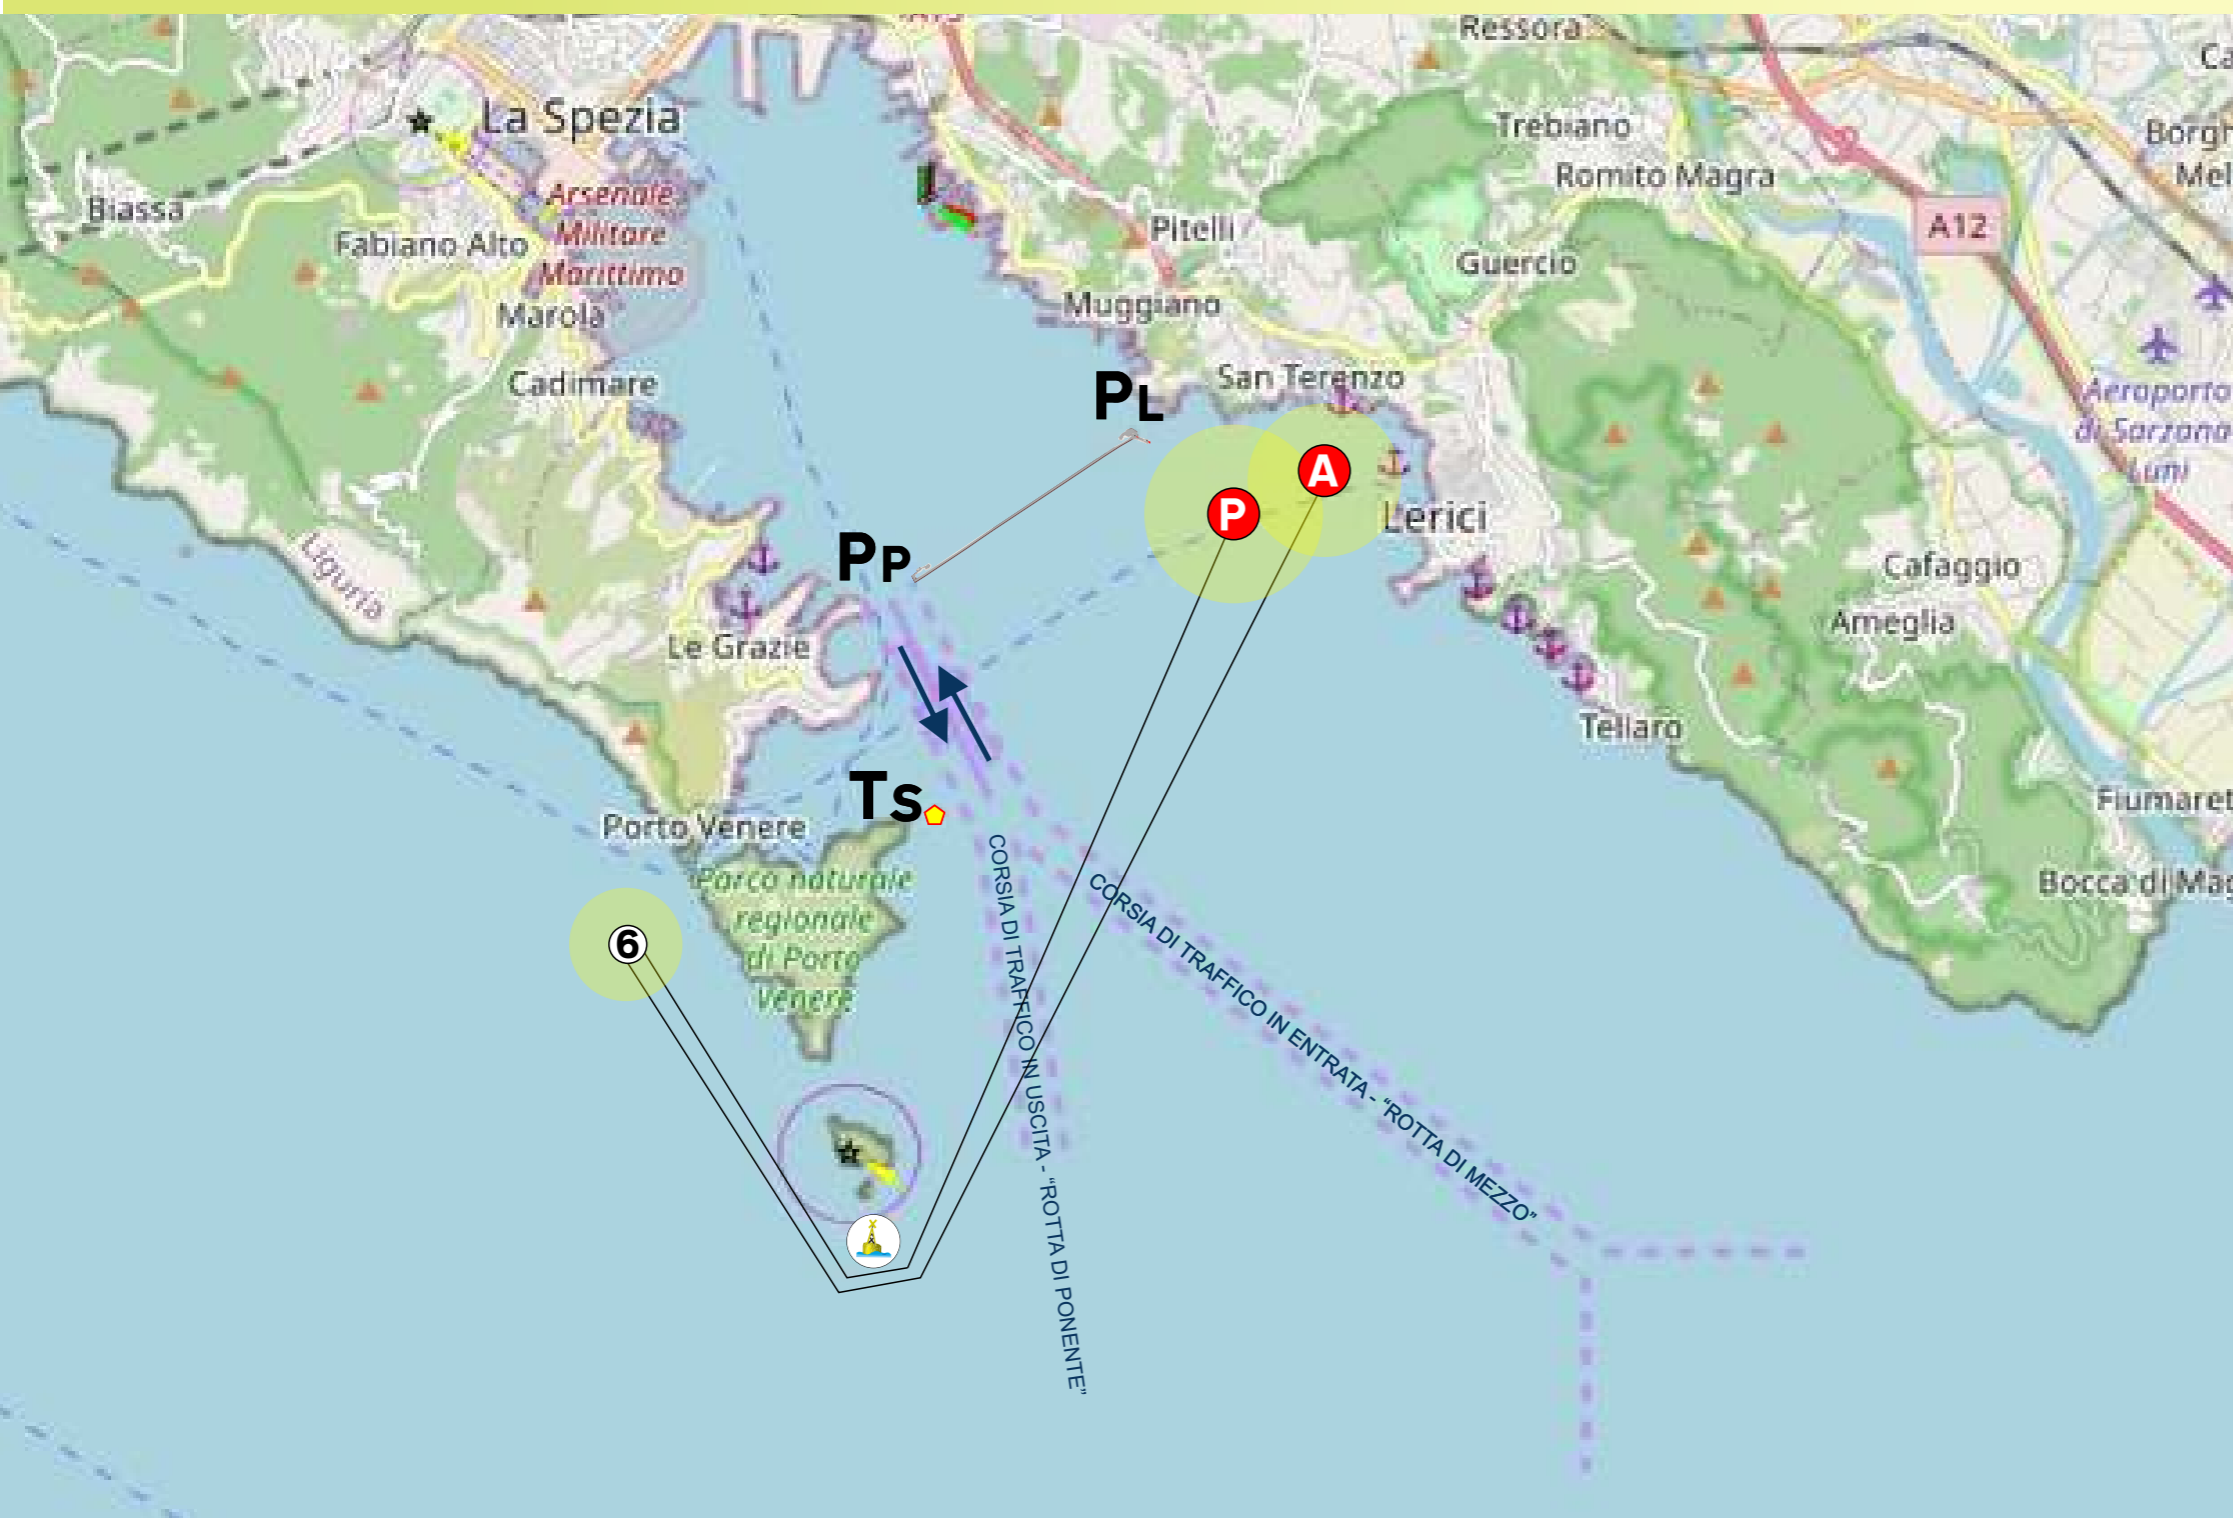 Ressora
La Spezia
Trebiano
Borgh
Romito Magra
Mel
Biassa
Arsenale
Militare
Marittimo
Fabiano Alto
Pitelli
A12
Guercio
Marola
Muggiano
Cadimare
San Terenzo
PL
A
Aeroporto
di Sarzana-
Luni
P
Lerici
PP
Liguria
Cafaggio
Ameglia
Le Grazie
Tellaro
Ts
Porto Venere
Fiumaret
Parco naturale
regionale
di Porto
Venere
Bocca di Mag
6
CORSIA DI TRAFFICO IN USCITA - “ROTTA DI PONENTE”
CORSIA DI TRAFFICO IN ENTRATA - “ROTTA DI MEZZO”